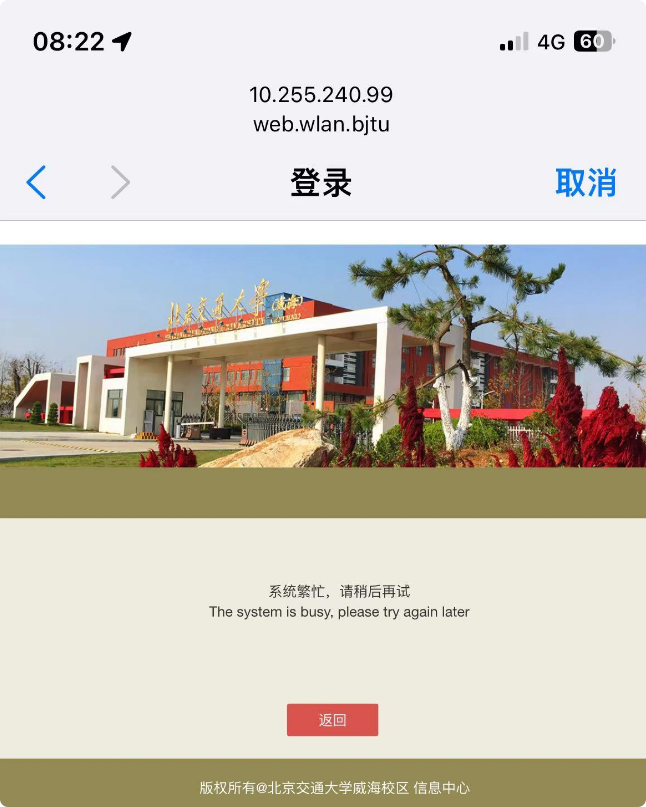 08:22
4G
60
10.255.240.99
web.wlan.bjtu
登录
取消
北京交通大学(威海)
系统繁忙，请稍后再试
The system is busy, please try again later
返回
版权所有@北京交通大学威海校区 信息中心